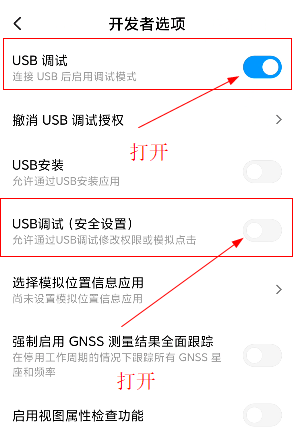 开发者选项
USB 调试
连接 USB 后启用调试模式
撤消 USB 调试授权
打开
USB安装
允许通过USB安装应用
USB调试（安全设置）
允许通过USB调试修改权限或模拟点击
选择模拟位置信息应用
尚未设置模拟位置信息应用
强制启用 GNSS 测量结果全面跟踪
在停用工作周期的情况下跟踪所有 GNSS 星
座和频率
打开
启用视图属性检查功能